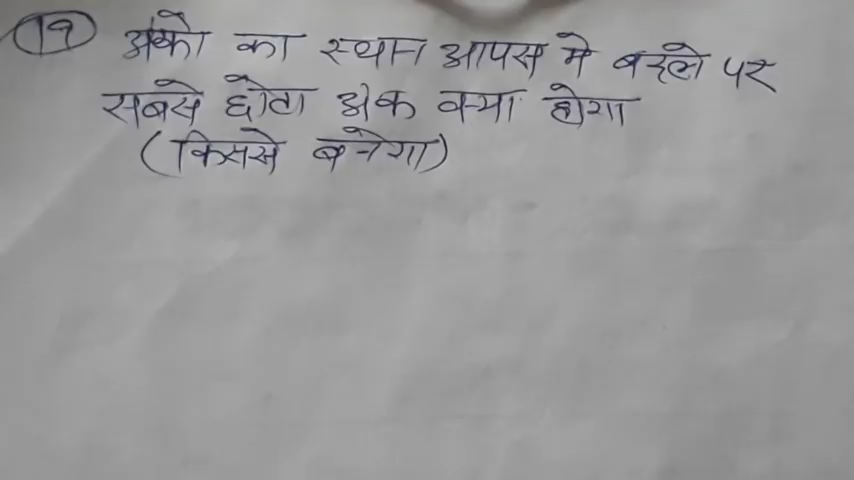 (19) अंको का स्थान आपस मे बदले पर
सबसे छोटा अंक क्या होगा
(किससे बनेगा)